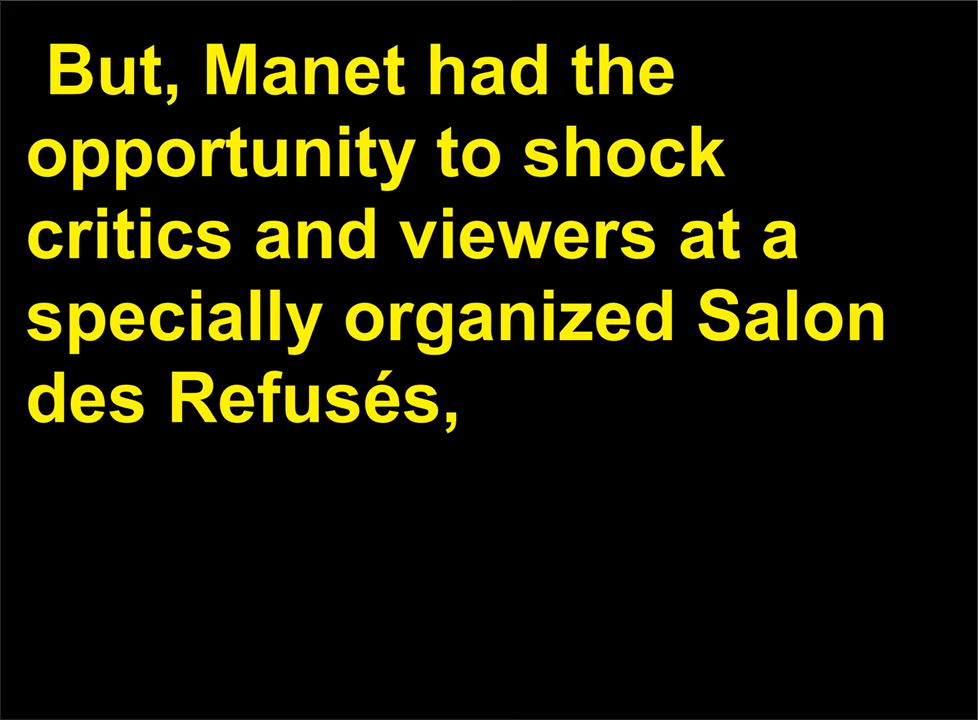 But, Manet had the
opportunity to shock
critics and viewers at a
specially organized Salon
des Refusés,